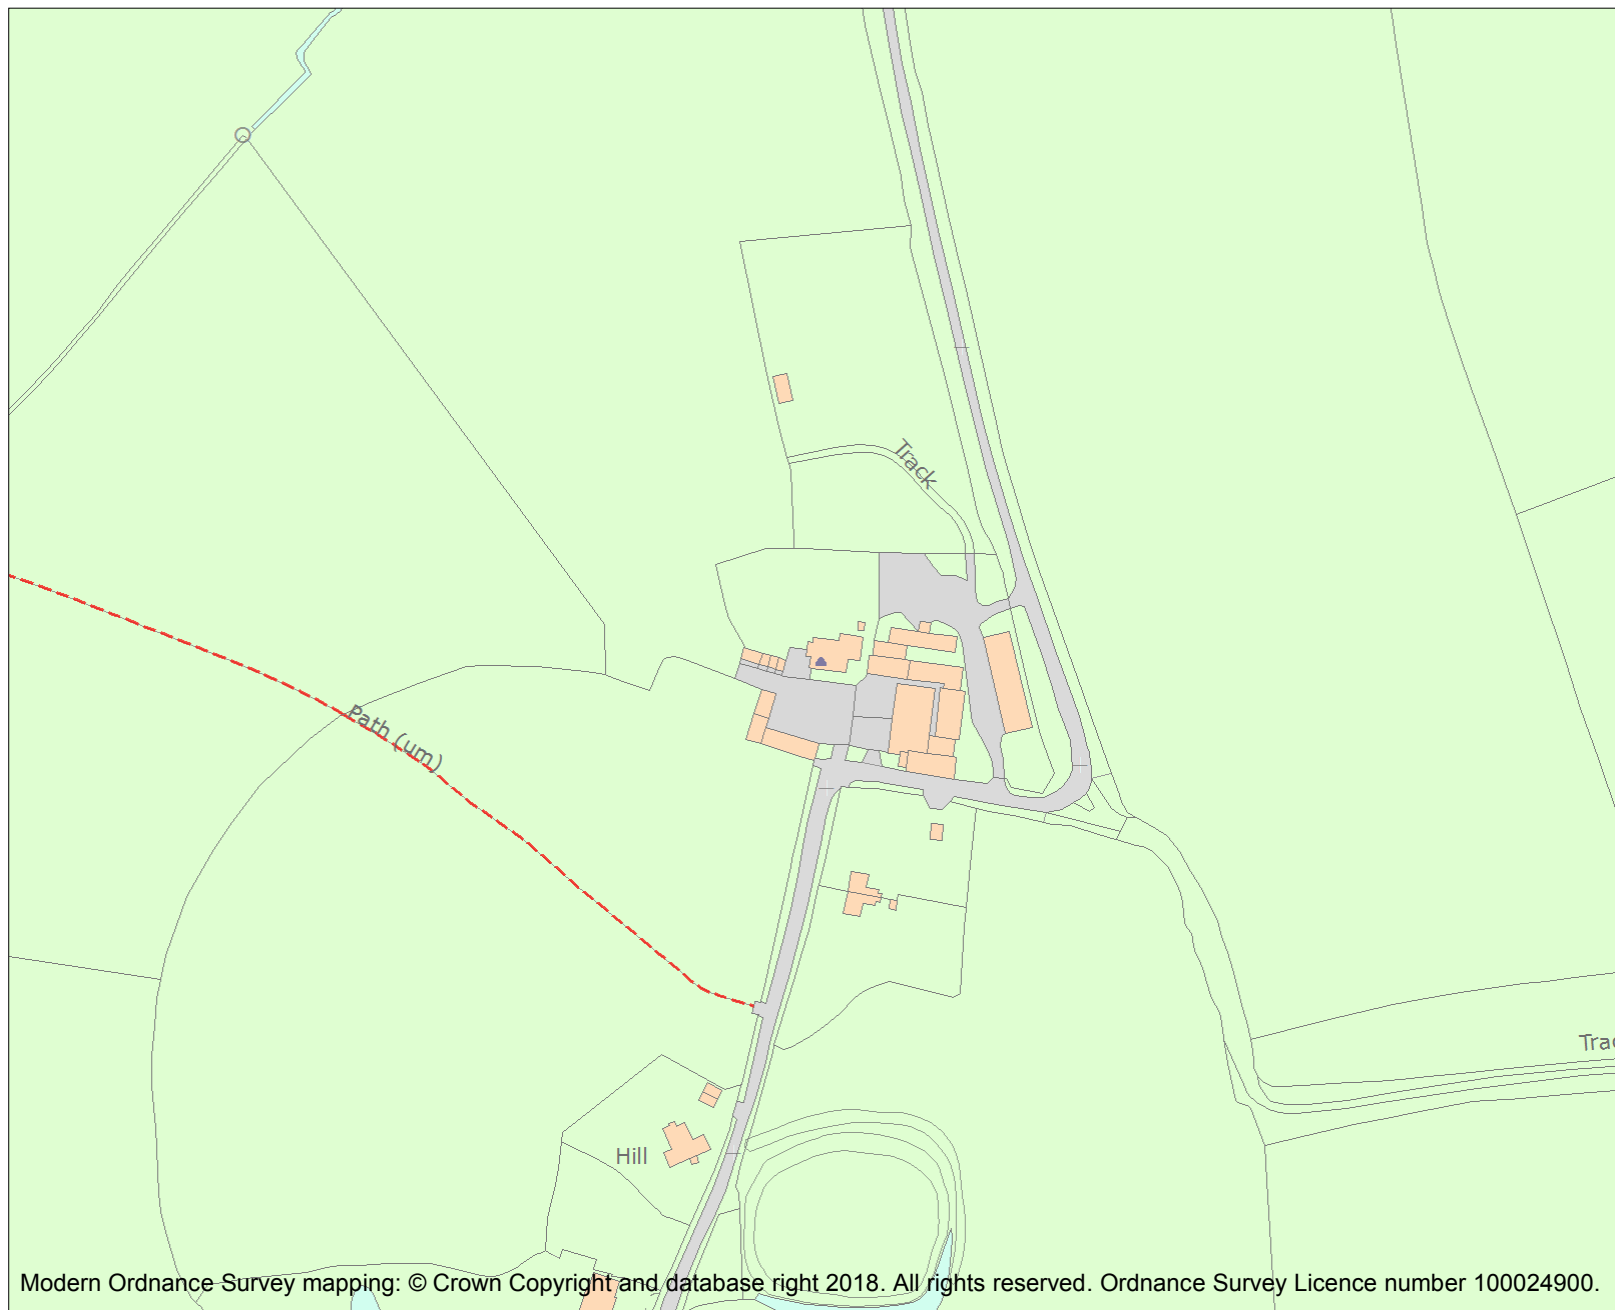 Track
Path (um)
Trac
Hill
Modern Ordnance Survey mapping: © Crown Copyright and database right 2018. All rights reserved. Ordnance Survey Licence number 100024900.